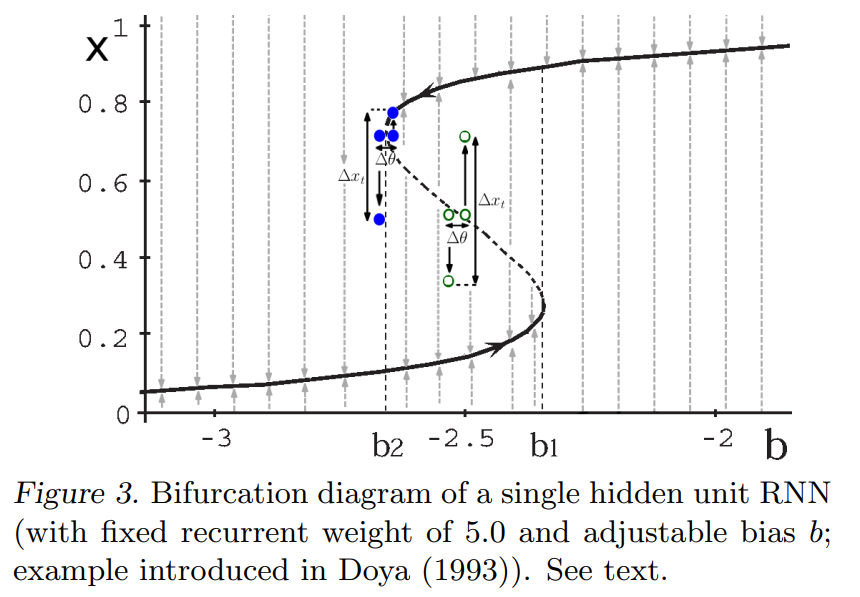 x
1
0.8
0.6
0.4
0.2
0
Δx_t
Δθ
Δx_t
Δθ
-3
b2
-2.5
b1
-2
b
Figure 3. Bifurcation diagram of a single hidden unit RNN
(with fixed recurrent weight of 5.0 and adjustable bias b;
example introduced in Doya (1993)). See text.